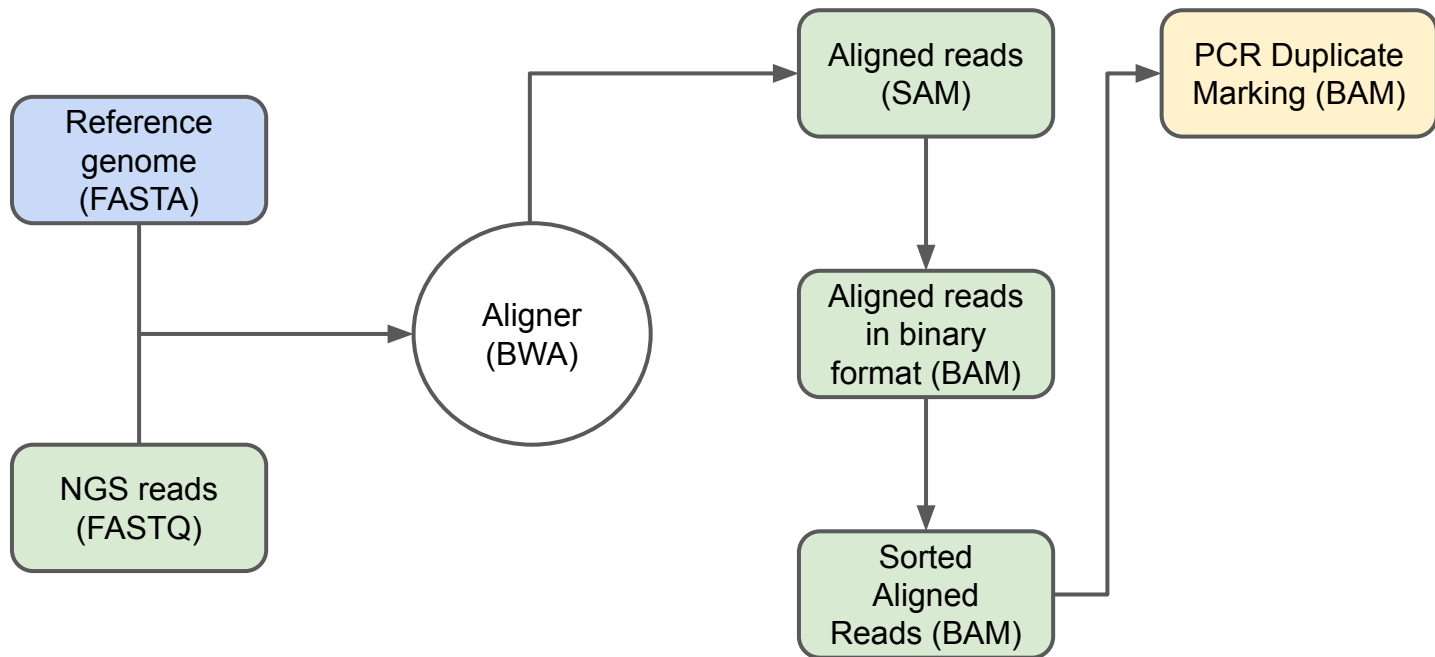 Reference
genome
(FASTA)
NGS reads
(FASTQ)
Aligner
(BWA)
Aligned reads
(SAM)
Aligned reads
in binary
format (BAM)
Sorted
Aligned
Reads (BAM)
PCR Duplicate
Marking (BAM)